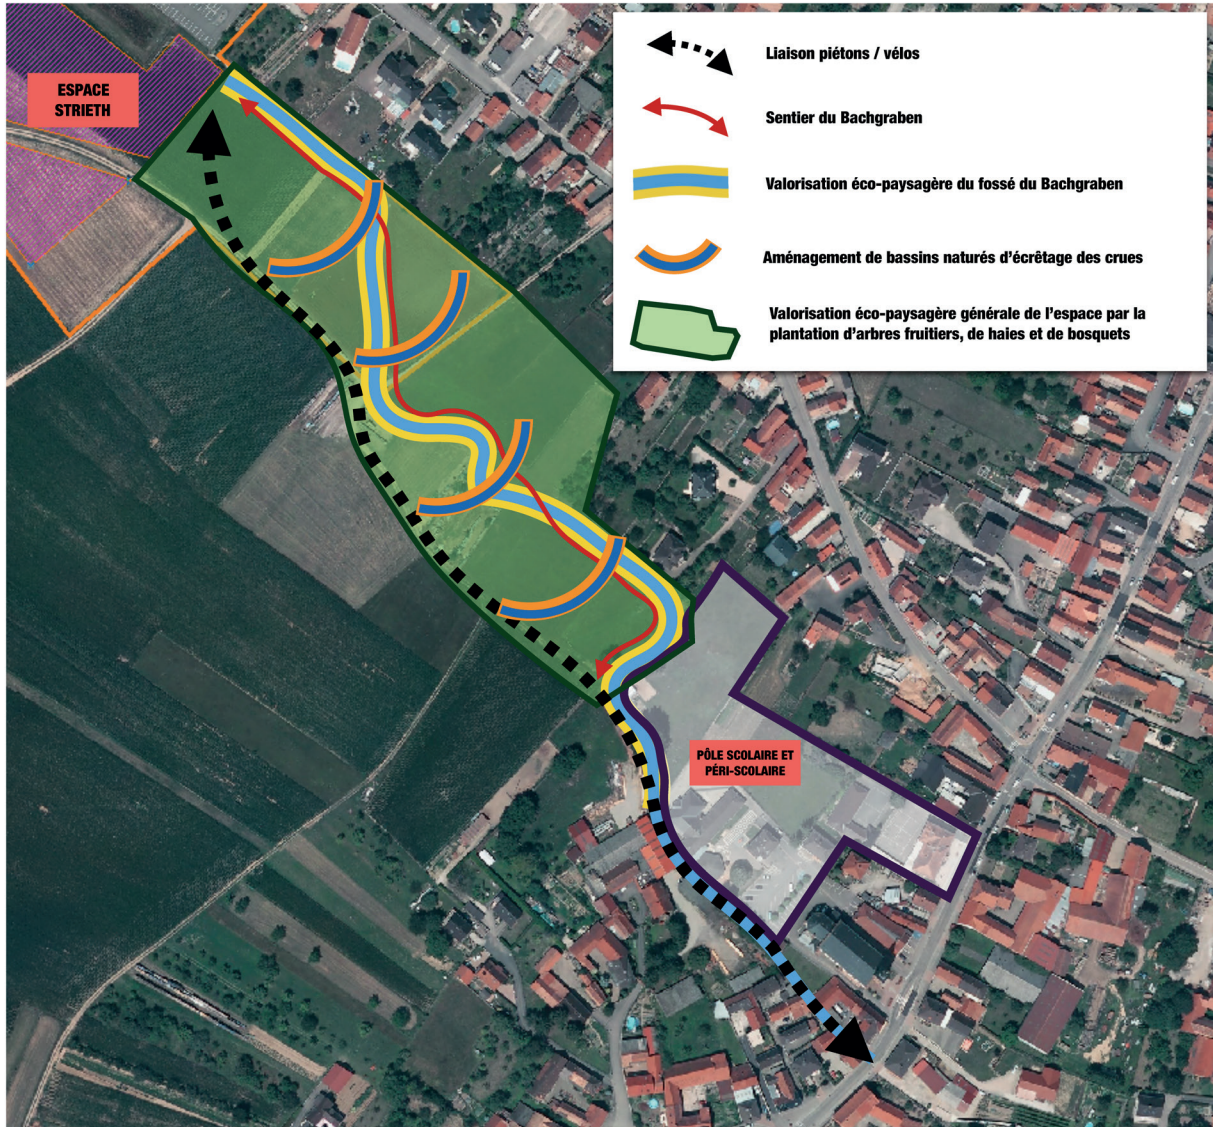 ESPACE
STRIETH
Liaison piétons / vélos
Sentier du Bachgraben
Valorisation éco-paysagère du fossé du Bachgraben
Aménagement de bassins naturés d'écrêtage des crues
Valorisation éco-paysagère générale de l'espace par la
plantation d'arbres fruitiers, de haies et de bosquets
PÔLE SCOLAIRE ET
PÉRI-SCOLAIRE